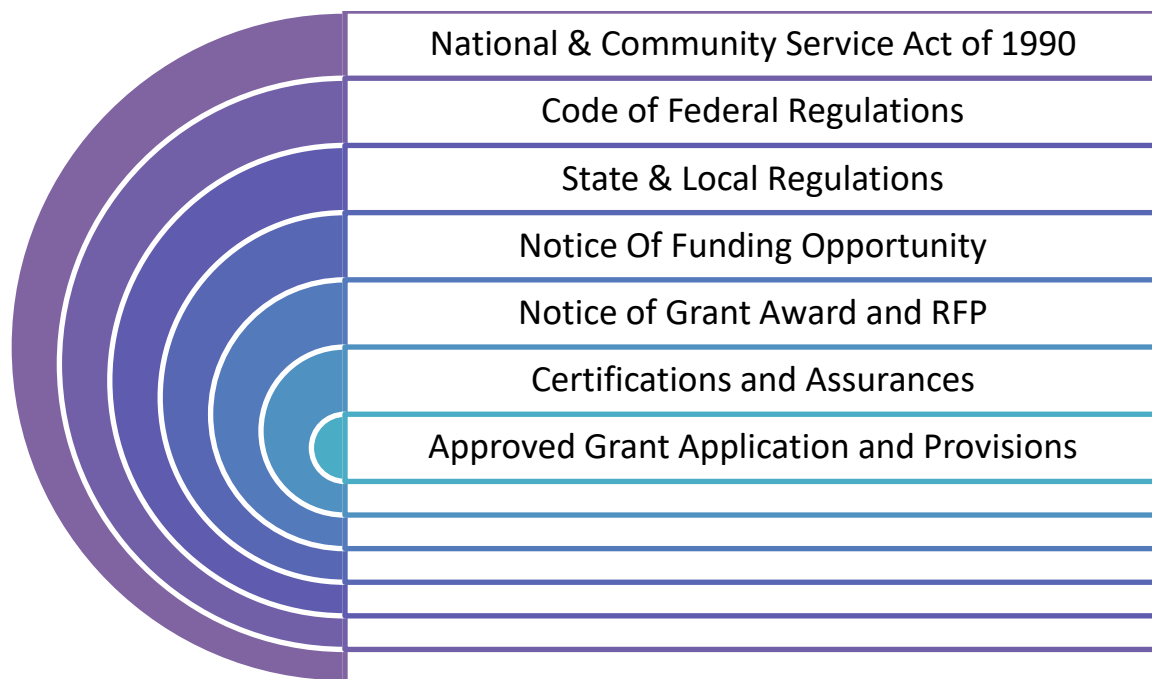 National & Community Service Act of 1990
Code of Federal Regulations
State & Local Regulations
Notice Of Funding Opportunity
Notice of Grant Award and RFP
Certifications and Assurances
Approved Grant Application and Provisions